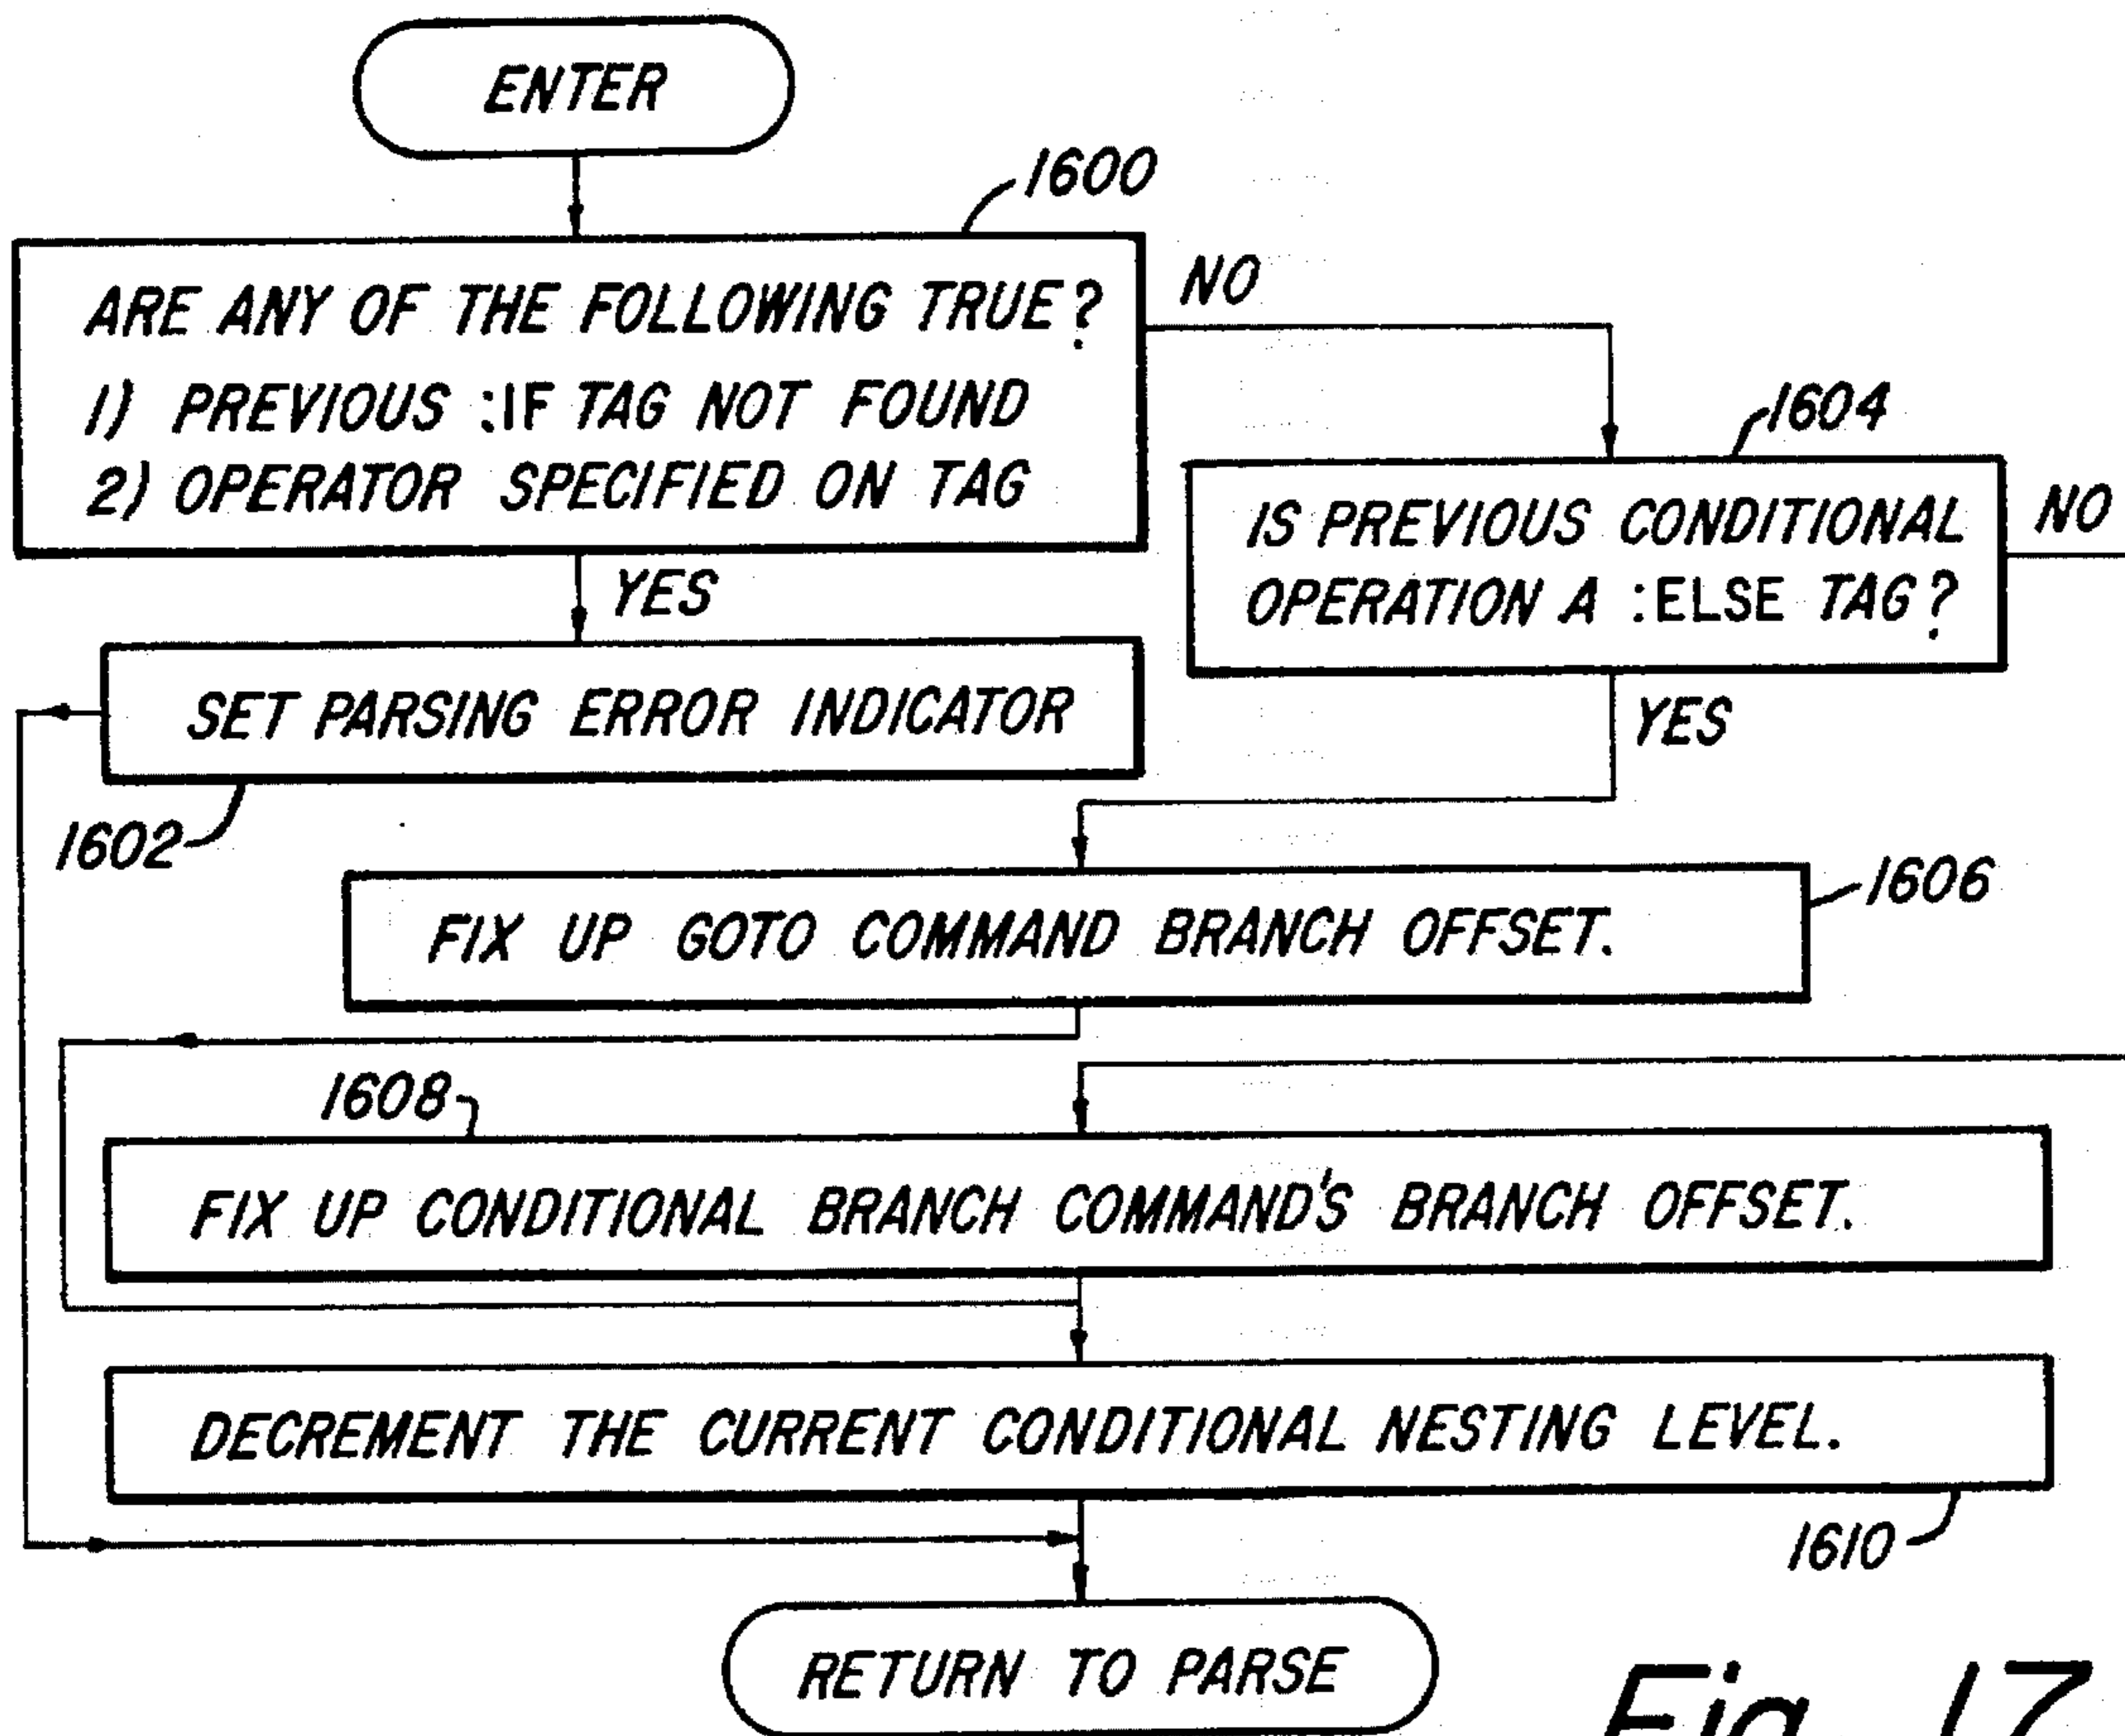 ENTER
1600
ARE ANY OF THE FOLLOWING TRUE?
1) PREVIOUS :IF TAG NOT FOUND
2) OPERATOR SPECIFIED ON TAG
NO
1604
IS PREVIOUS CONDITIONAL
OPERATION A :ELSE TAG?
NO
YES
SET PARSING ERROR INDICATOR
YES
1602
1606
FIX UP GOTO COMMAND BRANCH OFFSET.
1608
FIX UP CONDITIONAL BRANCH COMMAND'S BRANCH OFFSET.
DECREMENT THE CURRENT CONDITIONAL NESTING LEVEL.
1610
RETURN TO PARSE
Fig. 17